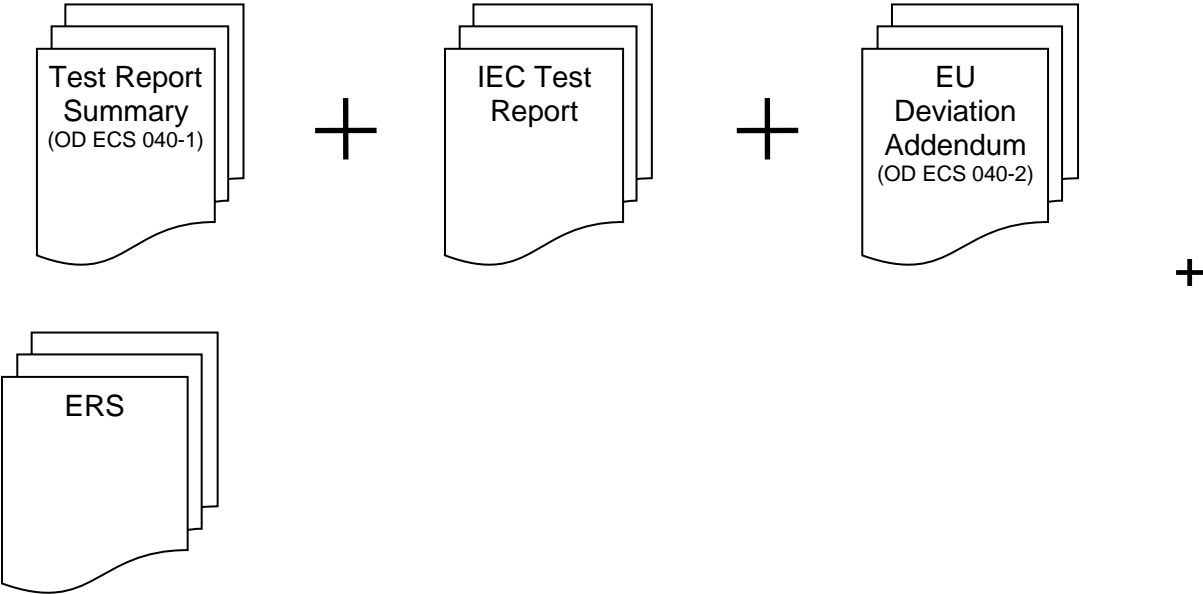 Test Report
Summary
(OD ECS 040-1)
+
IEC Test
Report
+
EU
Deviation
Addendum
(OD ECS 040-2)
+
ERS